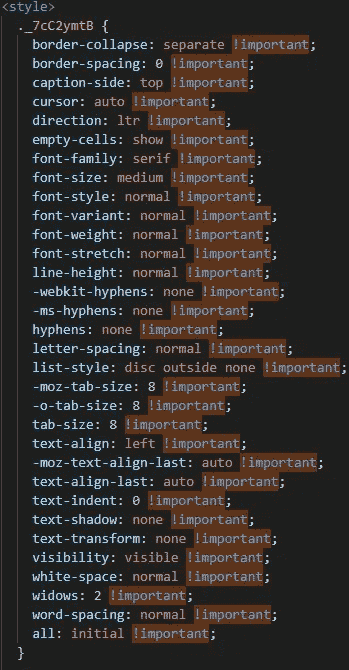 <style>
._7cC2ymtB {
border-collapse: separate !important;
border-spacing: 0 !important;
caption-side: top !important;
cursor: auto !important;
direction: ltr !important;
empty-cells: show !important;
font-family: serif !important;
font-size: medium !important;
font-style: normal !important;
font-variant: normal !important;
font-weight: normal !important;
font-stretch: normal !important;
line-height: normal !important;
-webkit-hyphens: none !important;
-ms-hyphens: none !important;
hyphens: none !important;
letter-spacing: normal !important;
list-style: disc outside none !important;
-moz-tab-size: 8 !important;
-o-tab-size: 8 !important;
tab-size: 8 !important;
text-align: left !important;
-moz-text-align-last: auto !important;
text-align-last: auto !important;
text-indent: 0 !important;
text-shadow: none !important;
text-transform: none !important;
visibility: visible !important;
white-space: normal !important;
widows: 2 !important;
word-spacing: normal !important;
all: initial !important;
}